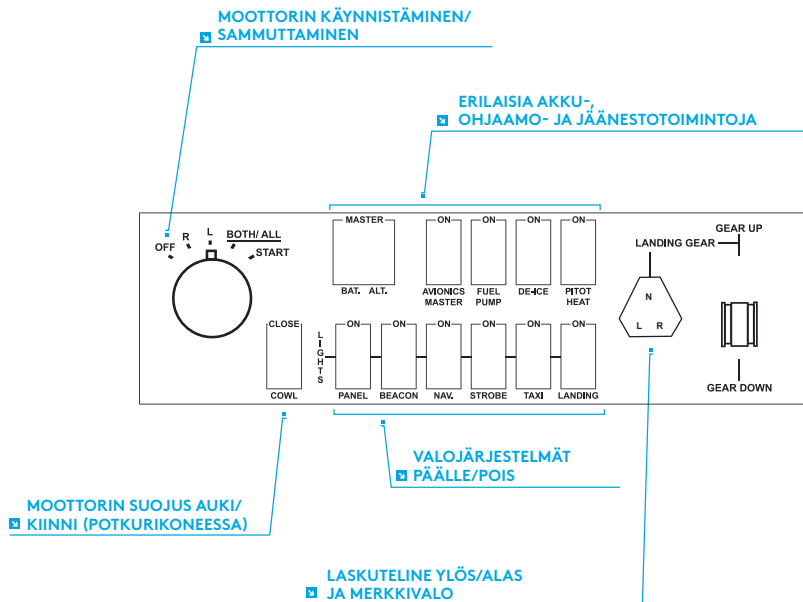 MOOTTORIN KÄYNNISTÄMINEN/
SAMMUTTAMINEN
ERILAISIA AKKU-,
OHJAAMO- JA JÄÄNESTOTOIMINTOJA
OFF
R
L
BOTH/ ALL
START
MASTER
BAT. ALT.
ON
AVIONICS
MASTER
ON
FUEL
PUMP
ON
DE-ICE
ON
PITOT
HEAT
LANDING GEAR
GEAR UP
N
L R
GEAR DOWN
CLOSE
COWL
LIGHTS
ON
PANEL
ON
BEACON
ON
NAV.
ON
STROBE
ON
TAXI
ON
LANDING
VALOJÄRJESTELMÄT
PÄÄLLE/POIS
MOOTTORIN SUOJUS AUKI/
KIINNI (POTKURIKONEESSA)
LASKUTELINE YLÖS/ALAS
JA MERKKIVALO